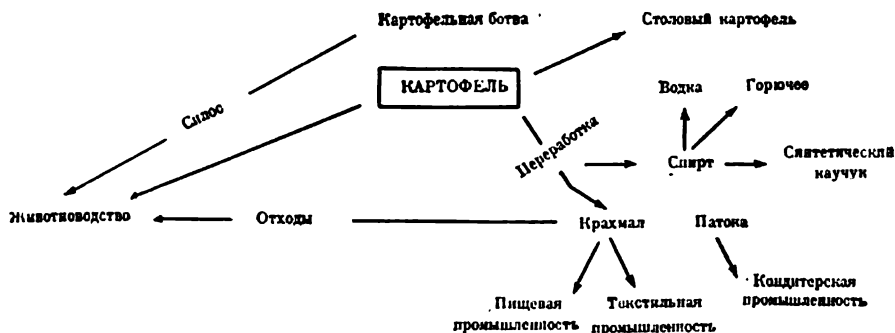 Картофельная ботва
Столовый картофель
КАРТОФЕЛЬ
Водка
Горючее
Силос
Переработка
Спирт
Синтетический
каучук
Животноводство
Отходы
Крахмал
Патока
Пищевая
промышленность
Текстильная
промышленность
Кондитерская
промышленность